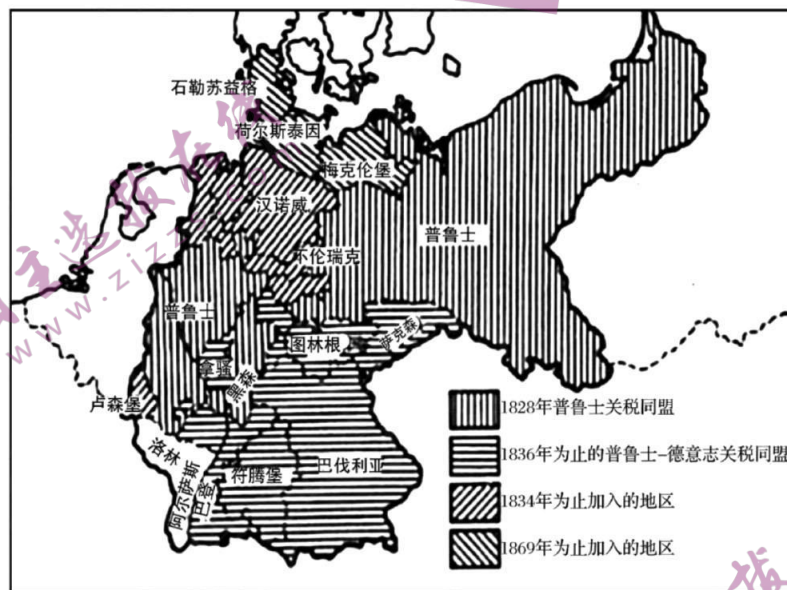 石勒苏益格
荷尔斯泰因
梅克伦堡
汉诺威
普鲁士
不伦瑞克
普鲁士
图林根
萨克森
拿骚
黑森
卢森堡
洛林
阿尔萨斯
巴登
符腾堡
巴伐利亚
1828年普鲁士关税同盟
1836年为止的普鲁士-德意志关税同盟
1834年为止加入的地区
1869年为止加入的地区